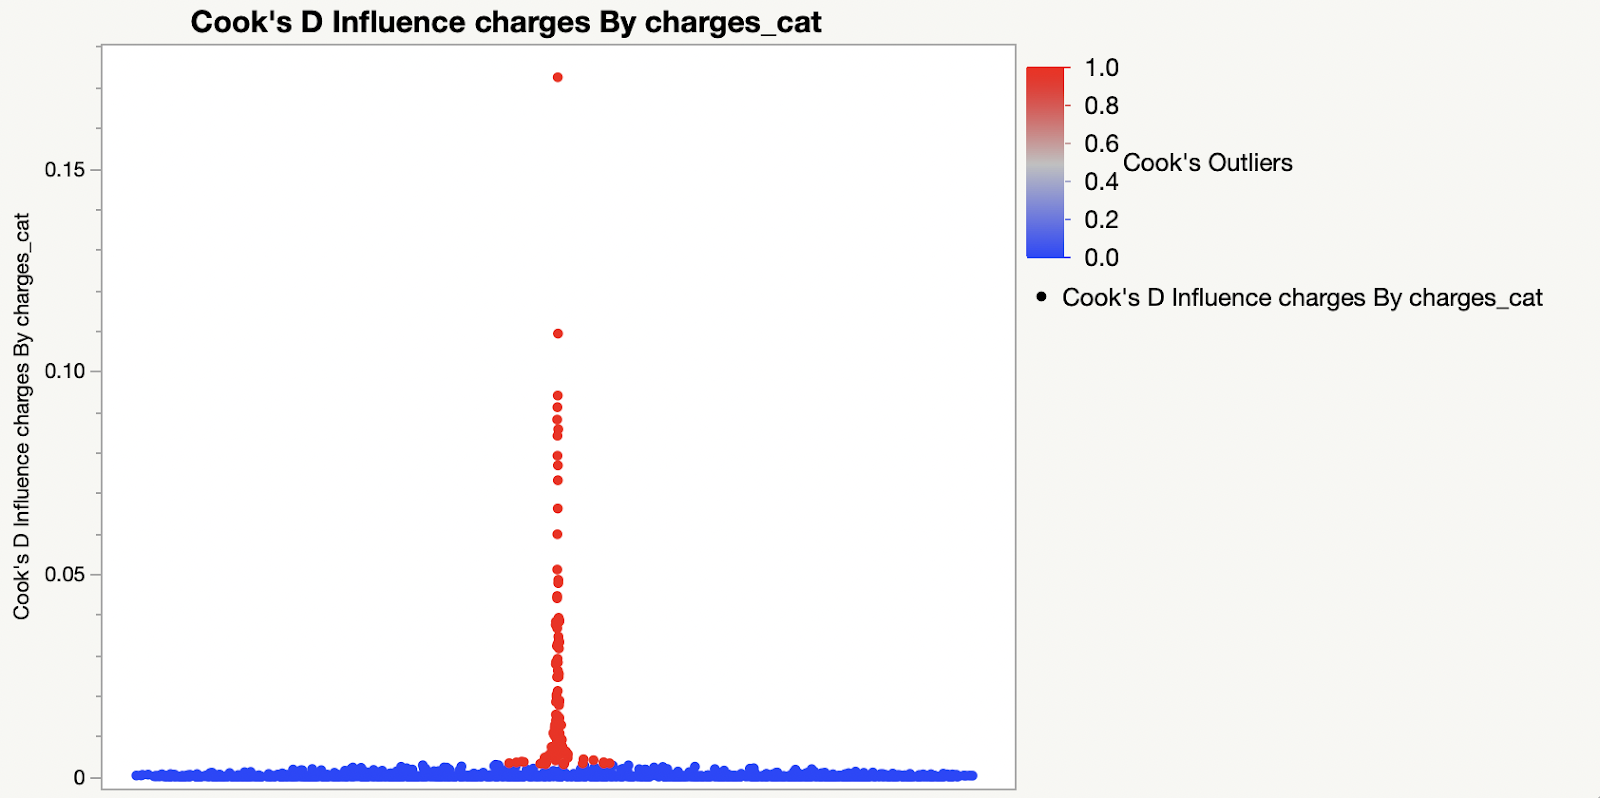 Cook's D Influence charges By charges_cat
Cook's D Influence charges By charges_cat
0.15
0.10
0.05
0
1.0
0.8
0.6
0.4
0.2
0.0
Cook's Outliers
Cook's D Influence charges By charges_cat